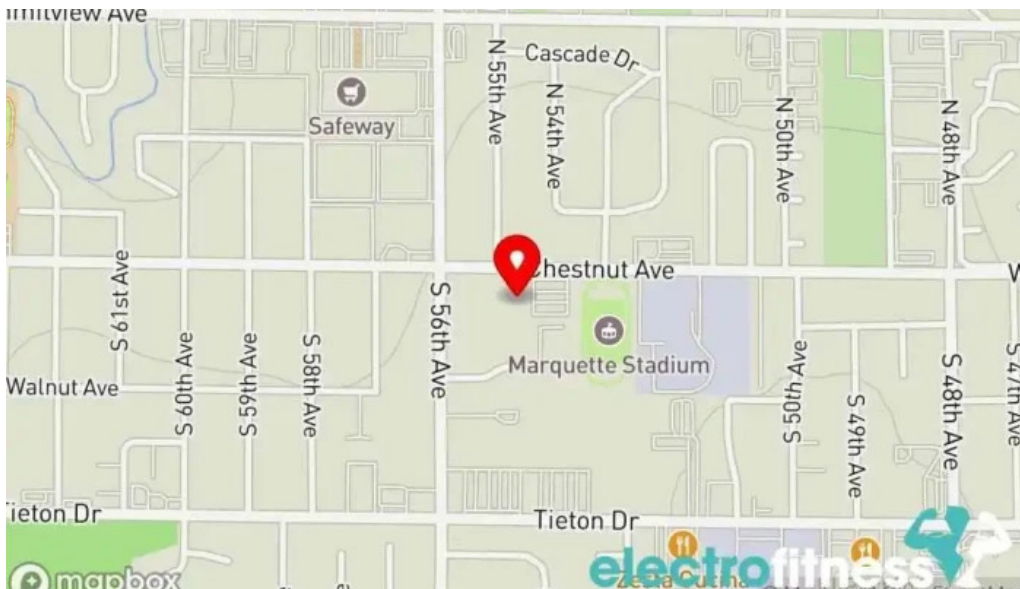 Ave
N 55th Ave
Cascade Dr
N 54th Ave
N 50th Ave
N 48th Ave
Safeway
Chestnut Ave
W
S 61st Ave
S 60th Ave
S 59th Ave
S 58th Ave
S 56th Ave
Marquette Stadium
Walnut Ave
S 50th Ave
S 49th Ave
S 48th Ave
S 47th Ave
Tieton Dr
Tieton Dr
mapbox
electrofitness